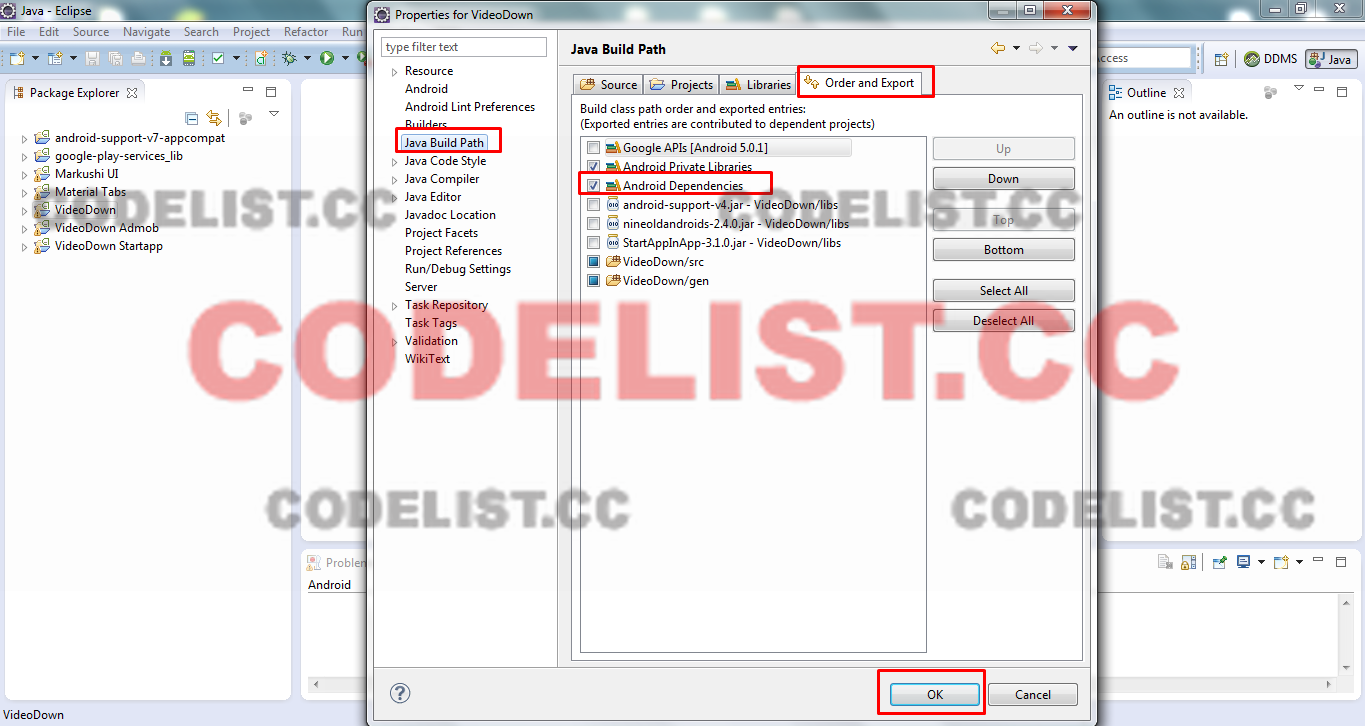 Java - Eclipse
File Edit Source Navigate Search Project Refactor Run
DDMS
Java
Package Explorer
android-support-v7-appcompat
google-play-services_lib
Markushi UI
Material Tabs
VideoDown
VideoDown Admob
VideoDown Startapp
Properties for VideoDown
type filter text
Resource
Android
Android Lint Preferences
Builders
Java Build Path
Java Code Style
Java Compiler
Java Editor
Javadoc Location
Project Facets
Project References
Run/Debug Settings
Server
Task Repository
Task Tags
Validation
WikiText
Java Build Path
Source Projects Libraries Order and Export
Build class path order and exported entries:
(Exported entries are contributed to dependent projects)
Google APIs [Android 5.0.1]
Android Private Libraries
Android Dependencies
android-support-v4.jar - VideoDown/libs
nineoldandroids-2.4.0.jar - VideoDown/libs
StartAppInApp-3.1.0.jar - VideoDown/libs
VideoDown/src
VideoDown/gen
Up
Down
Top
Bottom
Select All
Deselect All
OK
Cancel
Outline
An outline is not available.
Android
VideoDown
CODELIST.CC
CODELIST.CC
CODELIST.CC
CODELIST.CC
CODELIST.CC